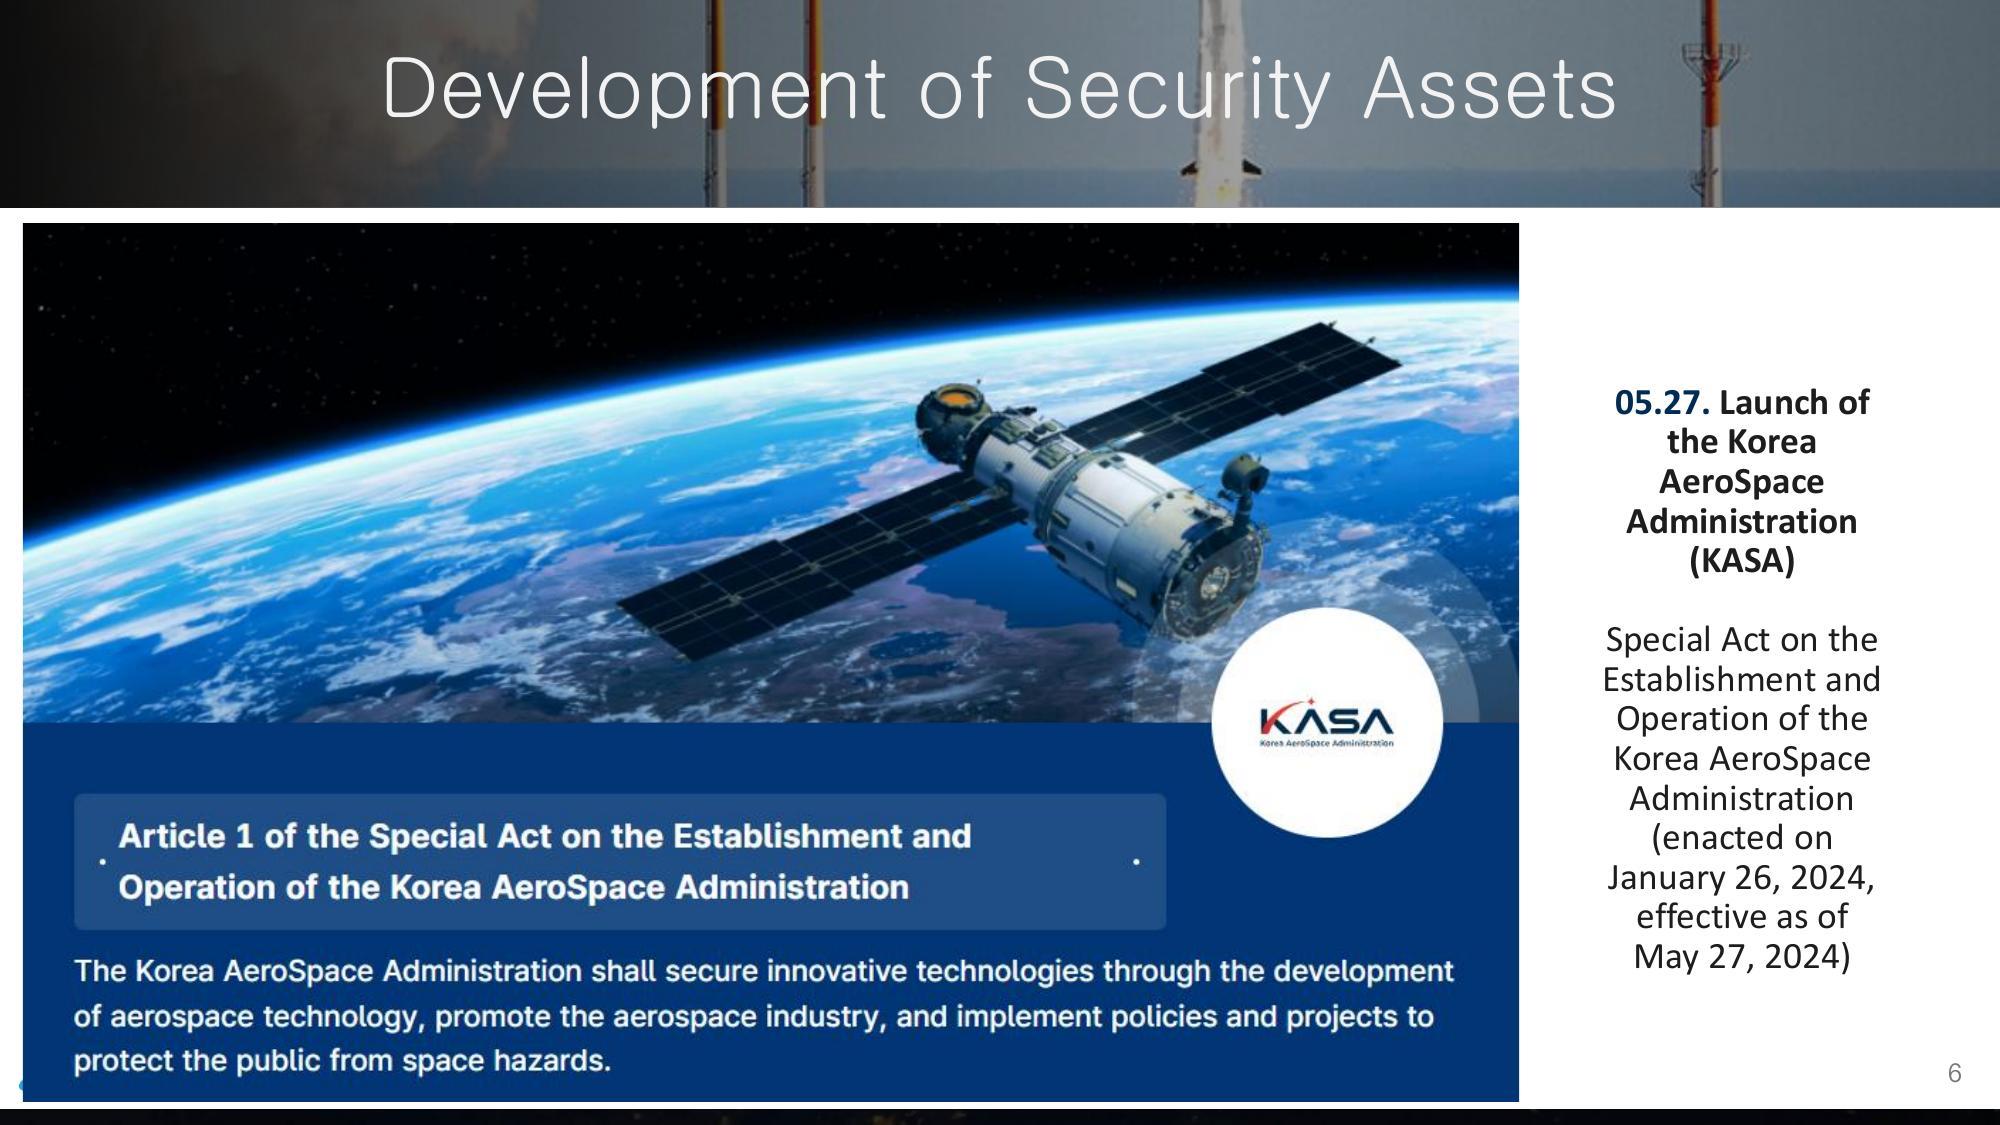 Development of Security Assets
KASA
Korea AeroSpace Administration
Article 1 of the Special Act on the Establishment and
Operation of the Korea AeroSpace Administration
The Korea AeroSpace Administration shall secure innovative technologies through the development
of aerospace technology, promote the aerospace industry, and implement policies and projects to
protect the public from space hazards.
05.27. Launch of
the Korea
AeroSpace
Administration
(KASA)
Special Act on the
Establishment and
Operation of the
Korea AeroSpace
Administration
(enacted on
January 26, 2024,
effective as of
May 27, 2024)
6